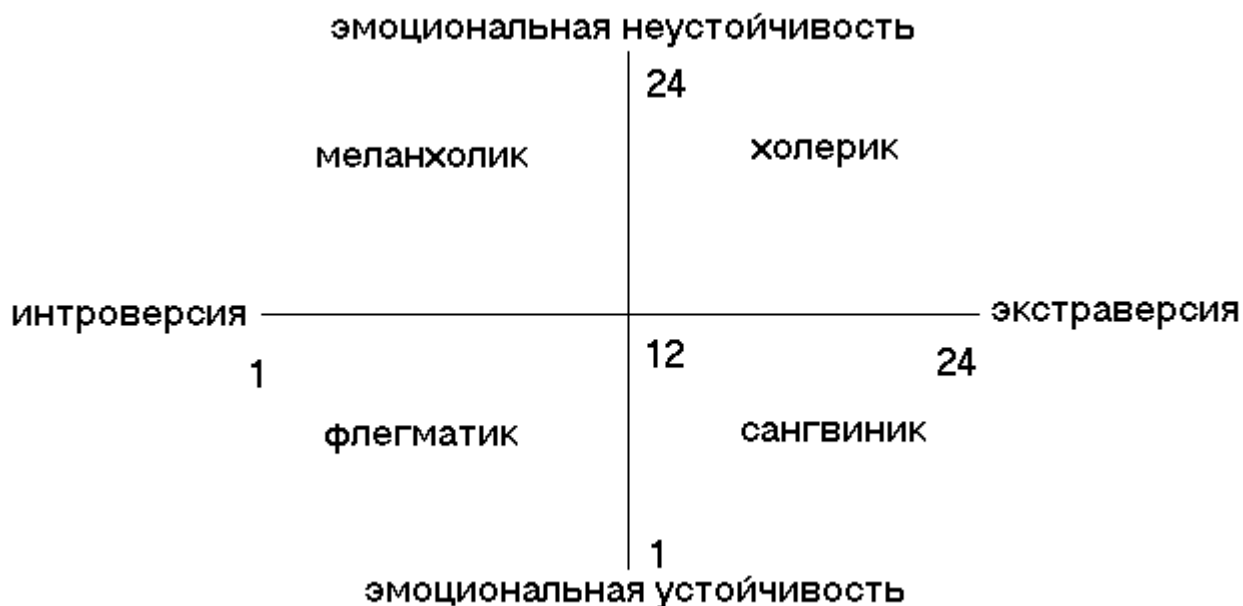 эмоциональная неустойчивость
24
меланхолик
холерик
интроверсия
экстраверсия
1
12
24
флегматик
сангвиник
1
эмоциональная устойчивость